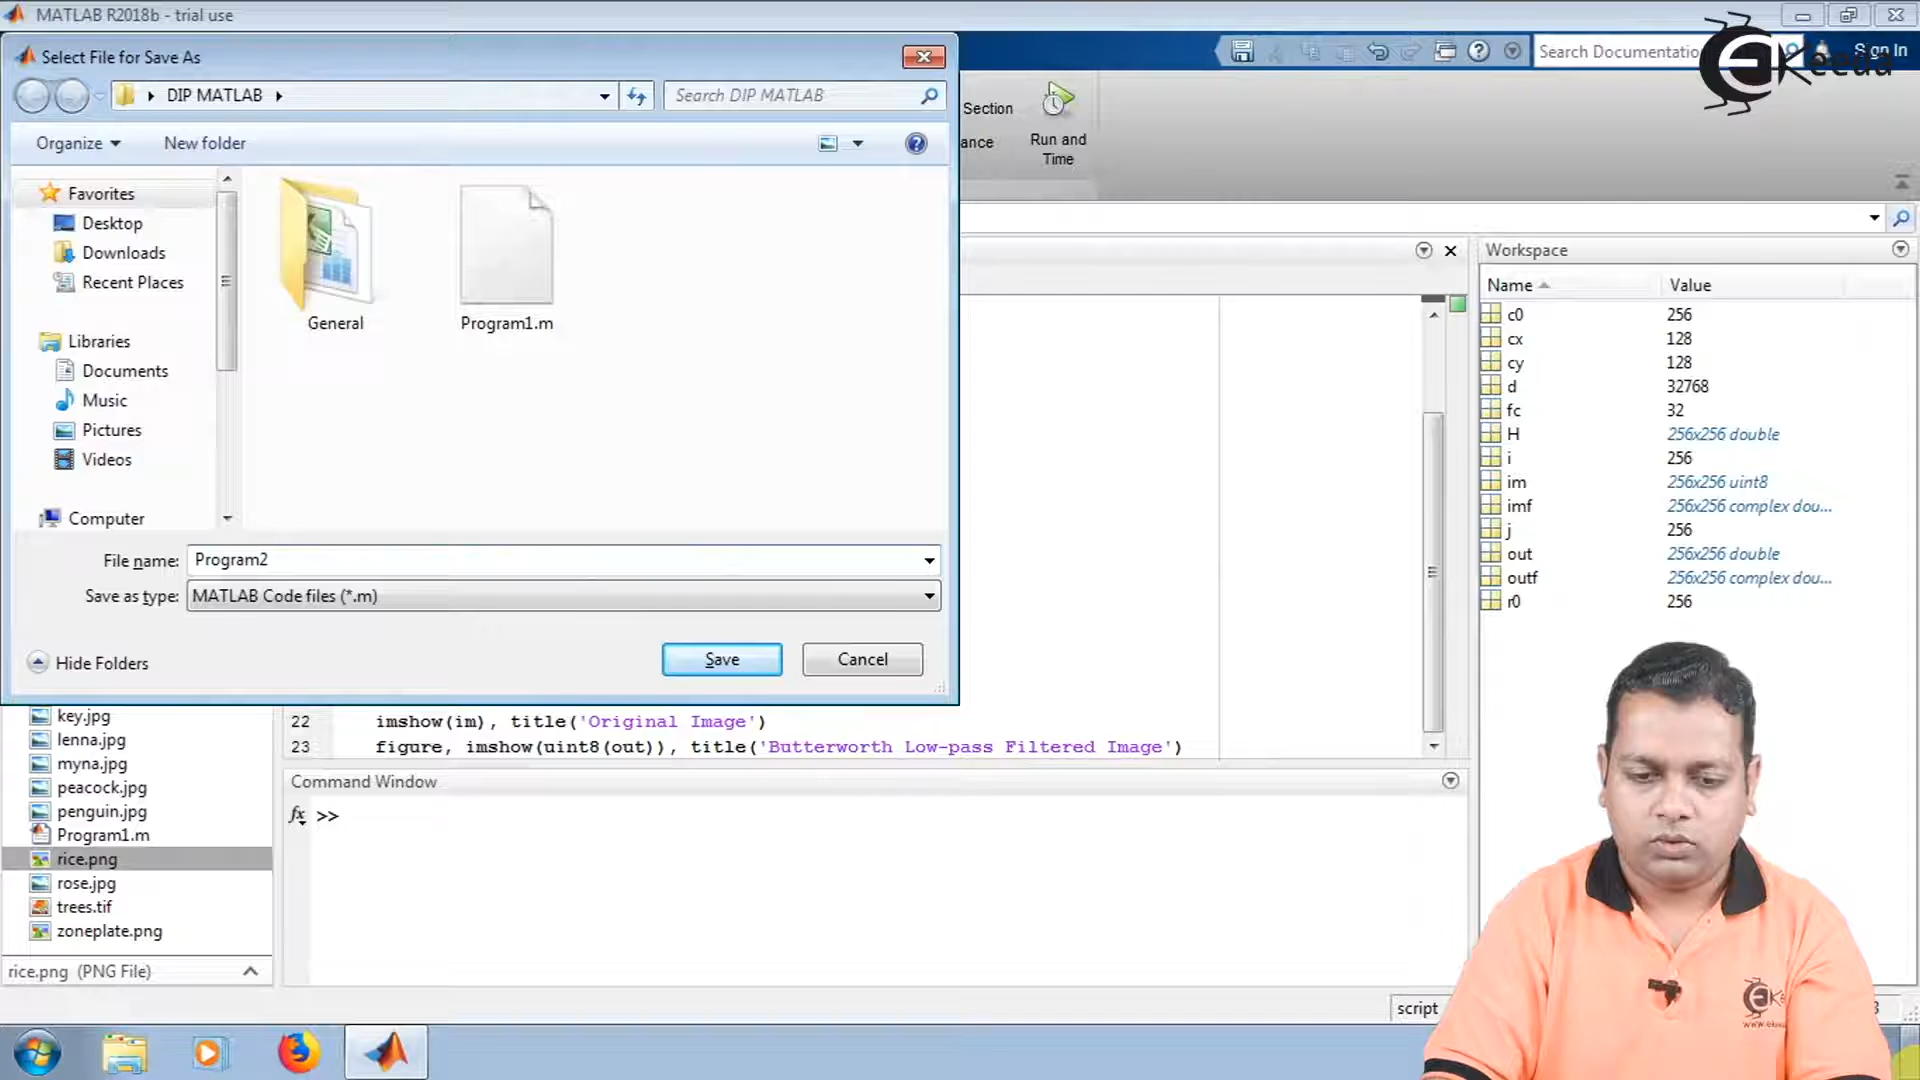 MATLAB R2018b - trial use
Select File for Save As
DIP MATLAB
Search DIP MATLAB
Organize
New folder
Favorites
Desktop
Downloads
Recent Places
Libraries
Documents
Music
Pictures
Videos
Computer
General
Program1.m
File name: Program2
Save as type: MATLAB Code files (*.m)
Hide Folders
Save
Cancel
Search Documentatio
Sign In
Section
ance
Run and
Time
Workspace
Name Value
c0 256
cx 128
cy 128
d 32768
fc 32
H 256x256 double
i 256
im 256x256 uint8
imf 256x256 complex dou...
j 256
out 256x256 double
outf 256x256 complex dou...
r0 256
key.jpg
lenna.jpg
myna.jpg
peacock.jpg
penguin.jpg
Program1.m
rice.png
rose.jpg
trees.tif
zoneplate.png
rice.png (PNG File)
22 imshow(im), title('Original Image')
23 figure, imshow(uint8(out)), title('Butterworth Low-pass Filtered Image')
Command Window
fx >>
script